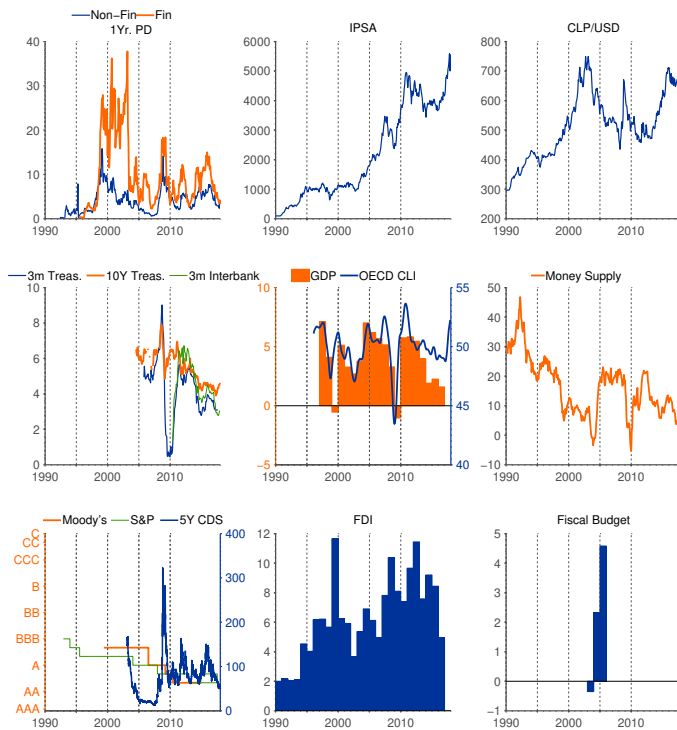 Non-Fin Fin
1Yr. PD
40
30
20
10
0
1990 2000 2010
IPSA
6000
5000
4000
3000
2000
1000
0
1990 2000 2010
CLP/USD
800
700
600
500
400
300
200
1990 2000 2010
3m Treas. 10Y Treas. 3m Interbank
10
8
6
4
2
0
1990 2000 2010
GDP OECD CLI
10 55
5 50
0 45
−5 40
1990 2000 2010
Money Supply
50
40
30
20
10
0
−10
1990 2000 2010
Moody's S&P 5Y CDS
C 400
CC
CCC
300
B
BB 200
BBB
A 100
AA
AAA 0
1990 2000 2010
FDI
12
10
8
6
4
2
0
1990 2000 2010
Fiscal Budget
5
4
3
2
1
0
−1
1990 2000 2010